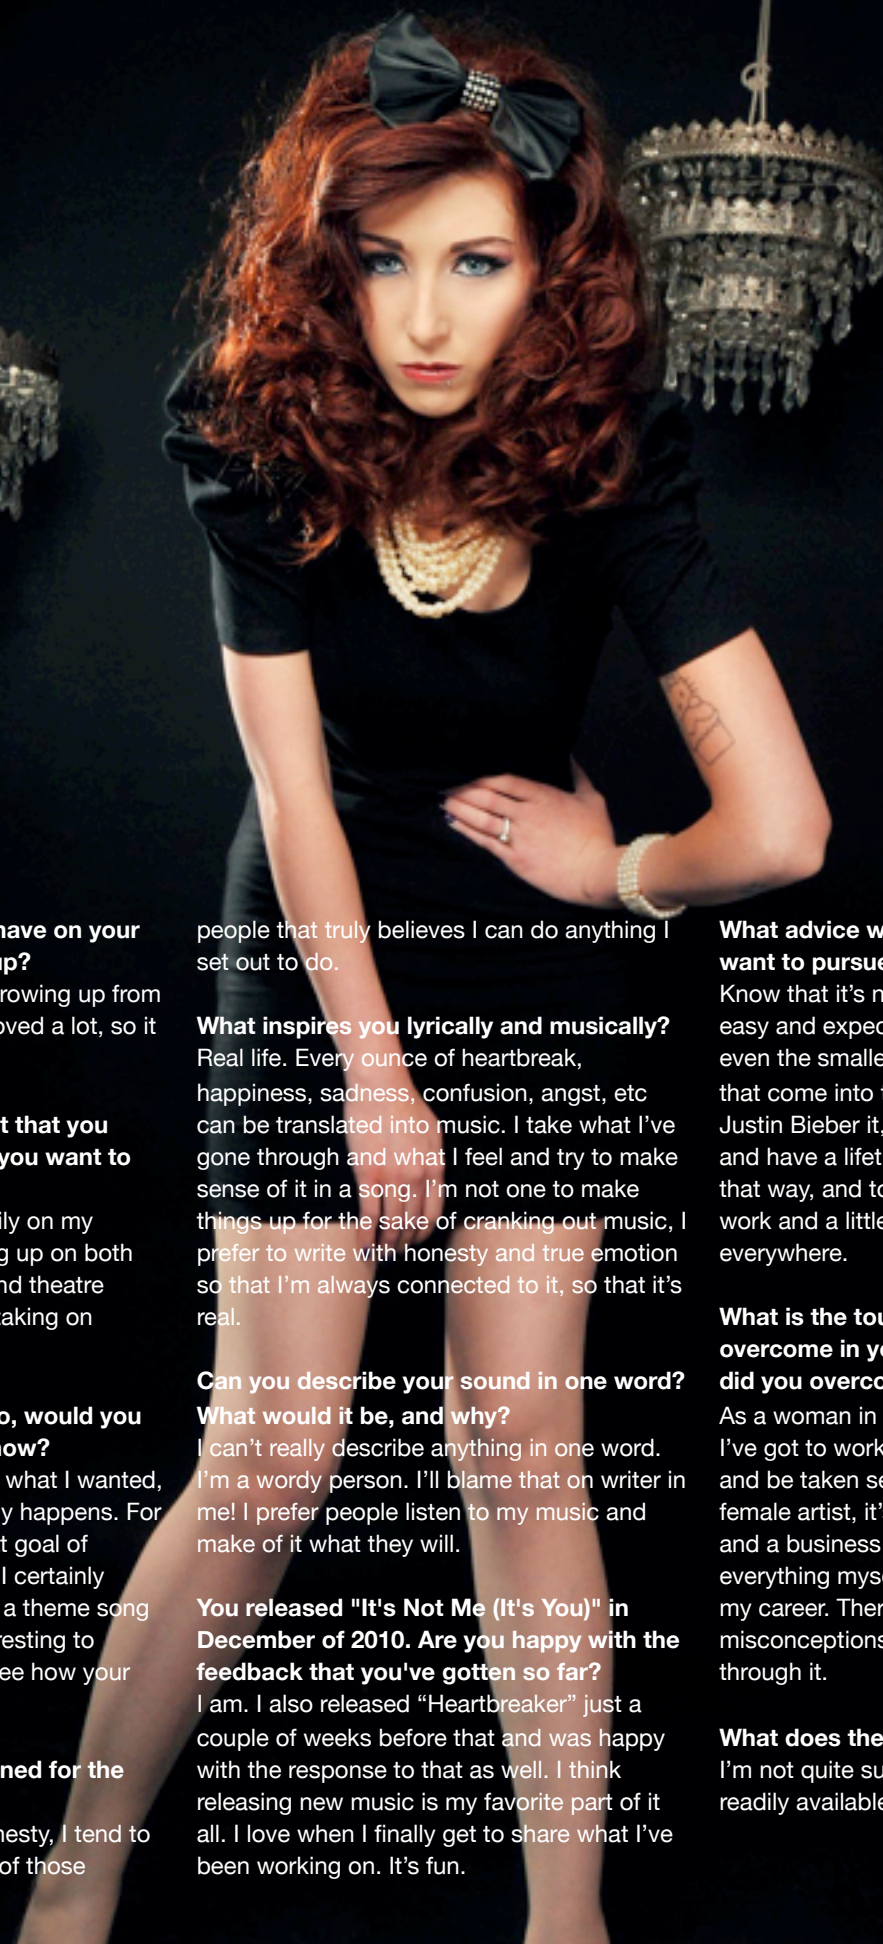 have on your
up?
rowing up from
oved a lot, so it
t that you
you want to
ily on my
g up on both
nd theatre
taking on
o, would you
now?
what I wanted,
y happens. For
t goal of
I certainly
a theme song
resting to
ee how your
ned for the
nesty, I tend to
of those
people that truly believes I can do anything I
set out to do.
What inspires you lyrically and musically?
Real life. Every ounce of heartbreak,
happiness, sadness, confusion, angst, etc
can be translated into music. I take what I’ve
gone through and what I feel and try to make
sense of it in a song. I’m not one to make
things up for the sake of cranking out music, I
prefer to write with honesty and true emotion
so that I’m always connected to it, so that it’s
real.
Can you describe your sound in one word?
What would it be, and why?
I can’t really describe anything in one word.
I’m a wordy person. I’ll blame that on writer in
me! I prefer people listen to my music and
make of it what they will.
You released "It's Not Me (It's You)" in
December of 2010. Are you happy with the
feedback that you've gotten so far?
I am. I also released “Heartbreaker” just a
couple of weeks before that and was happy
with the response to that as well. I think
releasing new music is my favorite part of it
all. I love when I finally get to share what I’ve
been working on. It’s fun.
What advice w
want to pursue
Know that it’s n
easy and expec
even the smalle
that come into
Justin Bieber it,
and have a lifet
that way, and to
work and a little
everywhere.
What is the tou
overcome in yo
did you overco
As a woman in
I’ve got to work
and be taken se
female artist, it’
and a business
everything myse
my career. Ther
misconceptions
through it.
What does the
I’m not quite su
readily available